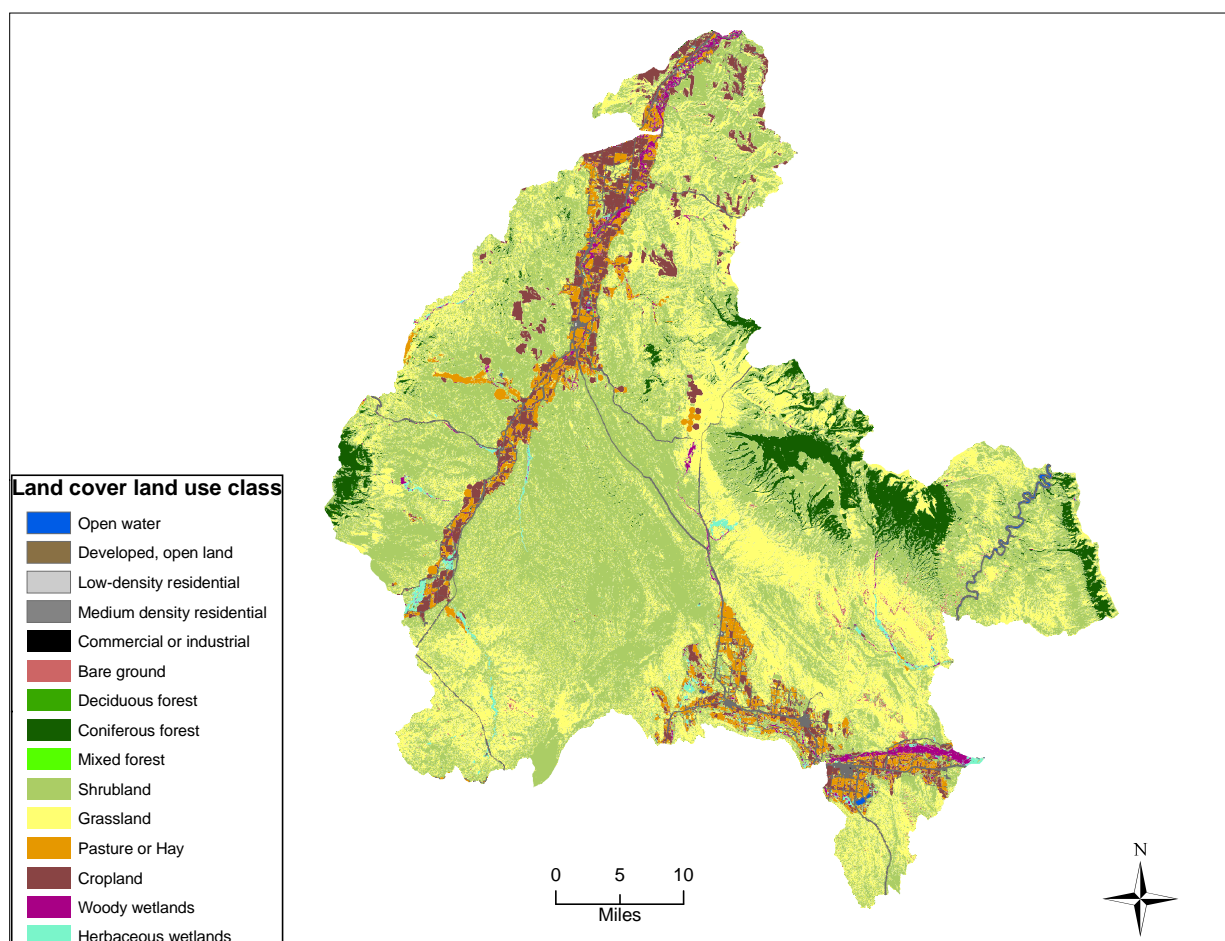 Land cover land use class
Open water
Developed, open land
Low-density residential
Medium density residential
Commercial or industrial
Bare ground
Deciduous forest
Coniferous forest
Mixed forest
Shrubland
Grassland
Pasture or Hay
Cropland
Woody wetlands
Herbaceous wetlands
0 5 10
Miles
N